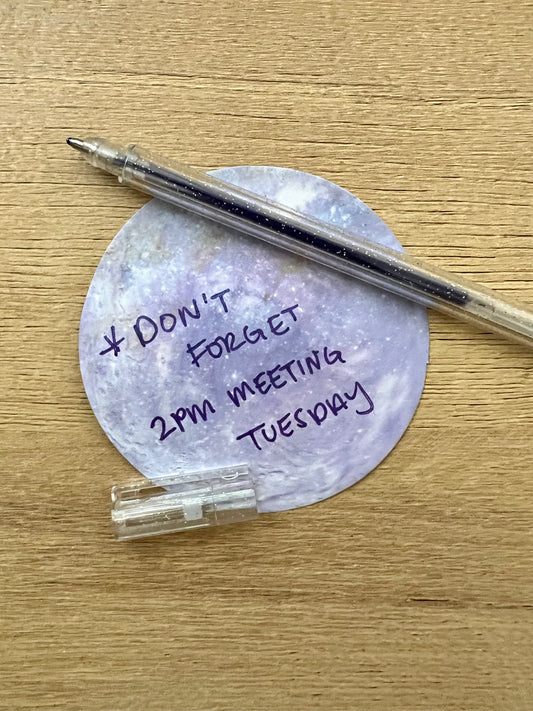 * DON'T
FORGET
2PM MEETING
TUESDAY